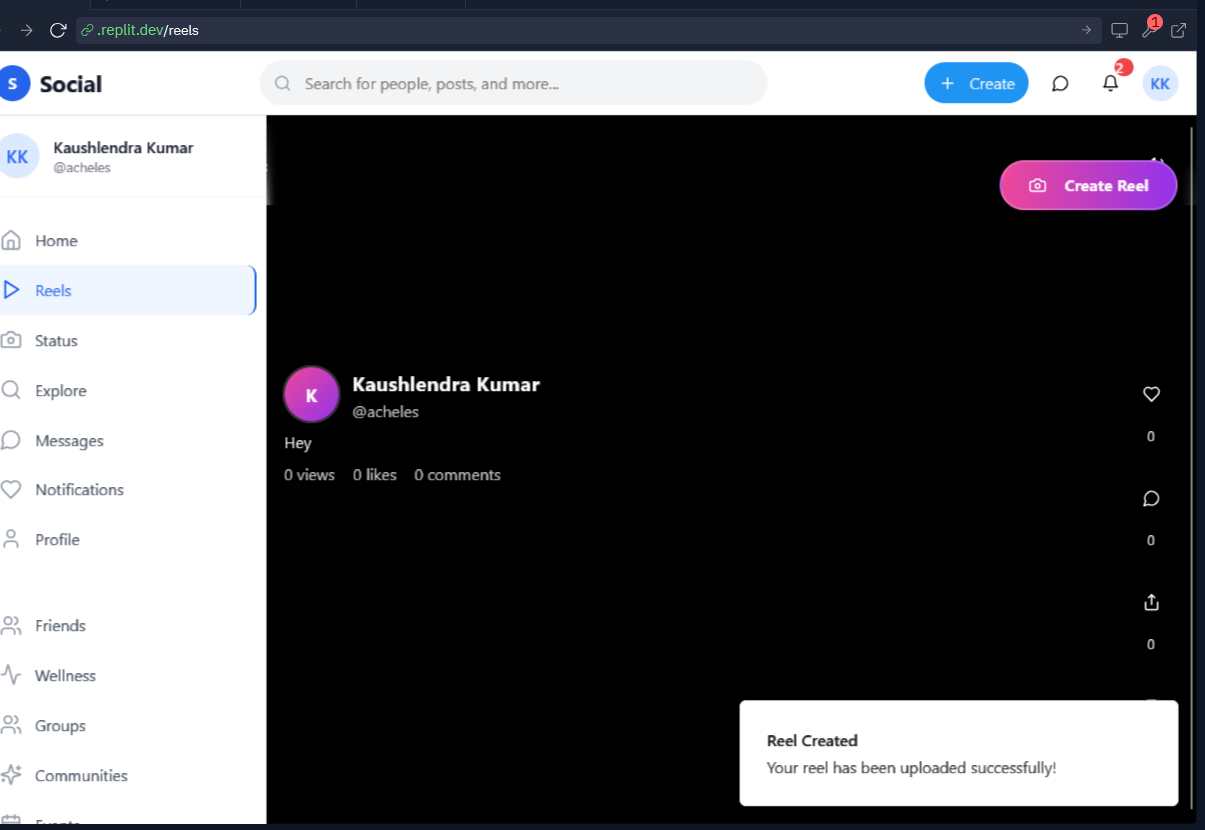 .replit.dev/reels
1
S Social
Search for people, posts, and more...
+ Create
2
KK
KK
Kaushlendra Kumar
@acheles
Create Reel
Home
Reels
Status
Explore
Messages
Notifications
Profile
Friends
Wellness
Groups
Communities
Events
K
Kaushlendra Kumar
@acheles
Hey
0 views 0 likes 0 comments
0
0
0
Reel Created
Your reel has been uploaded successfully!